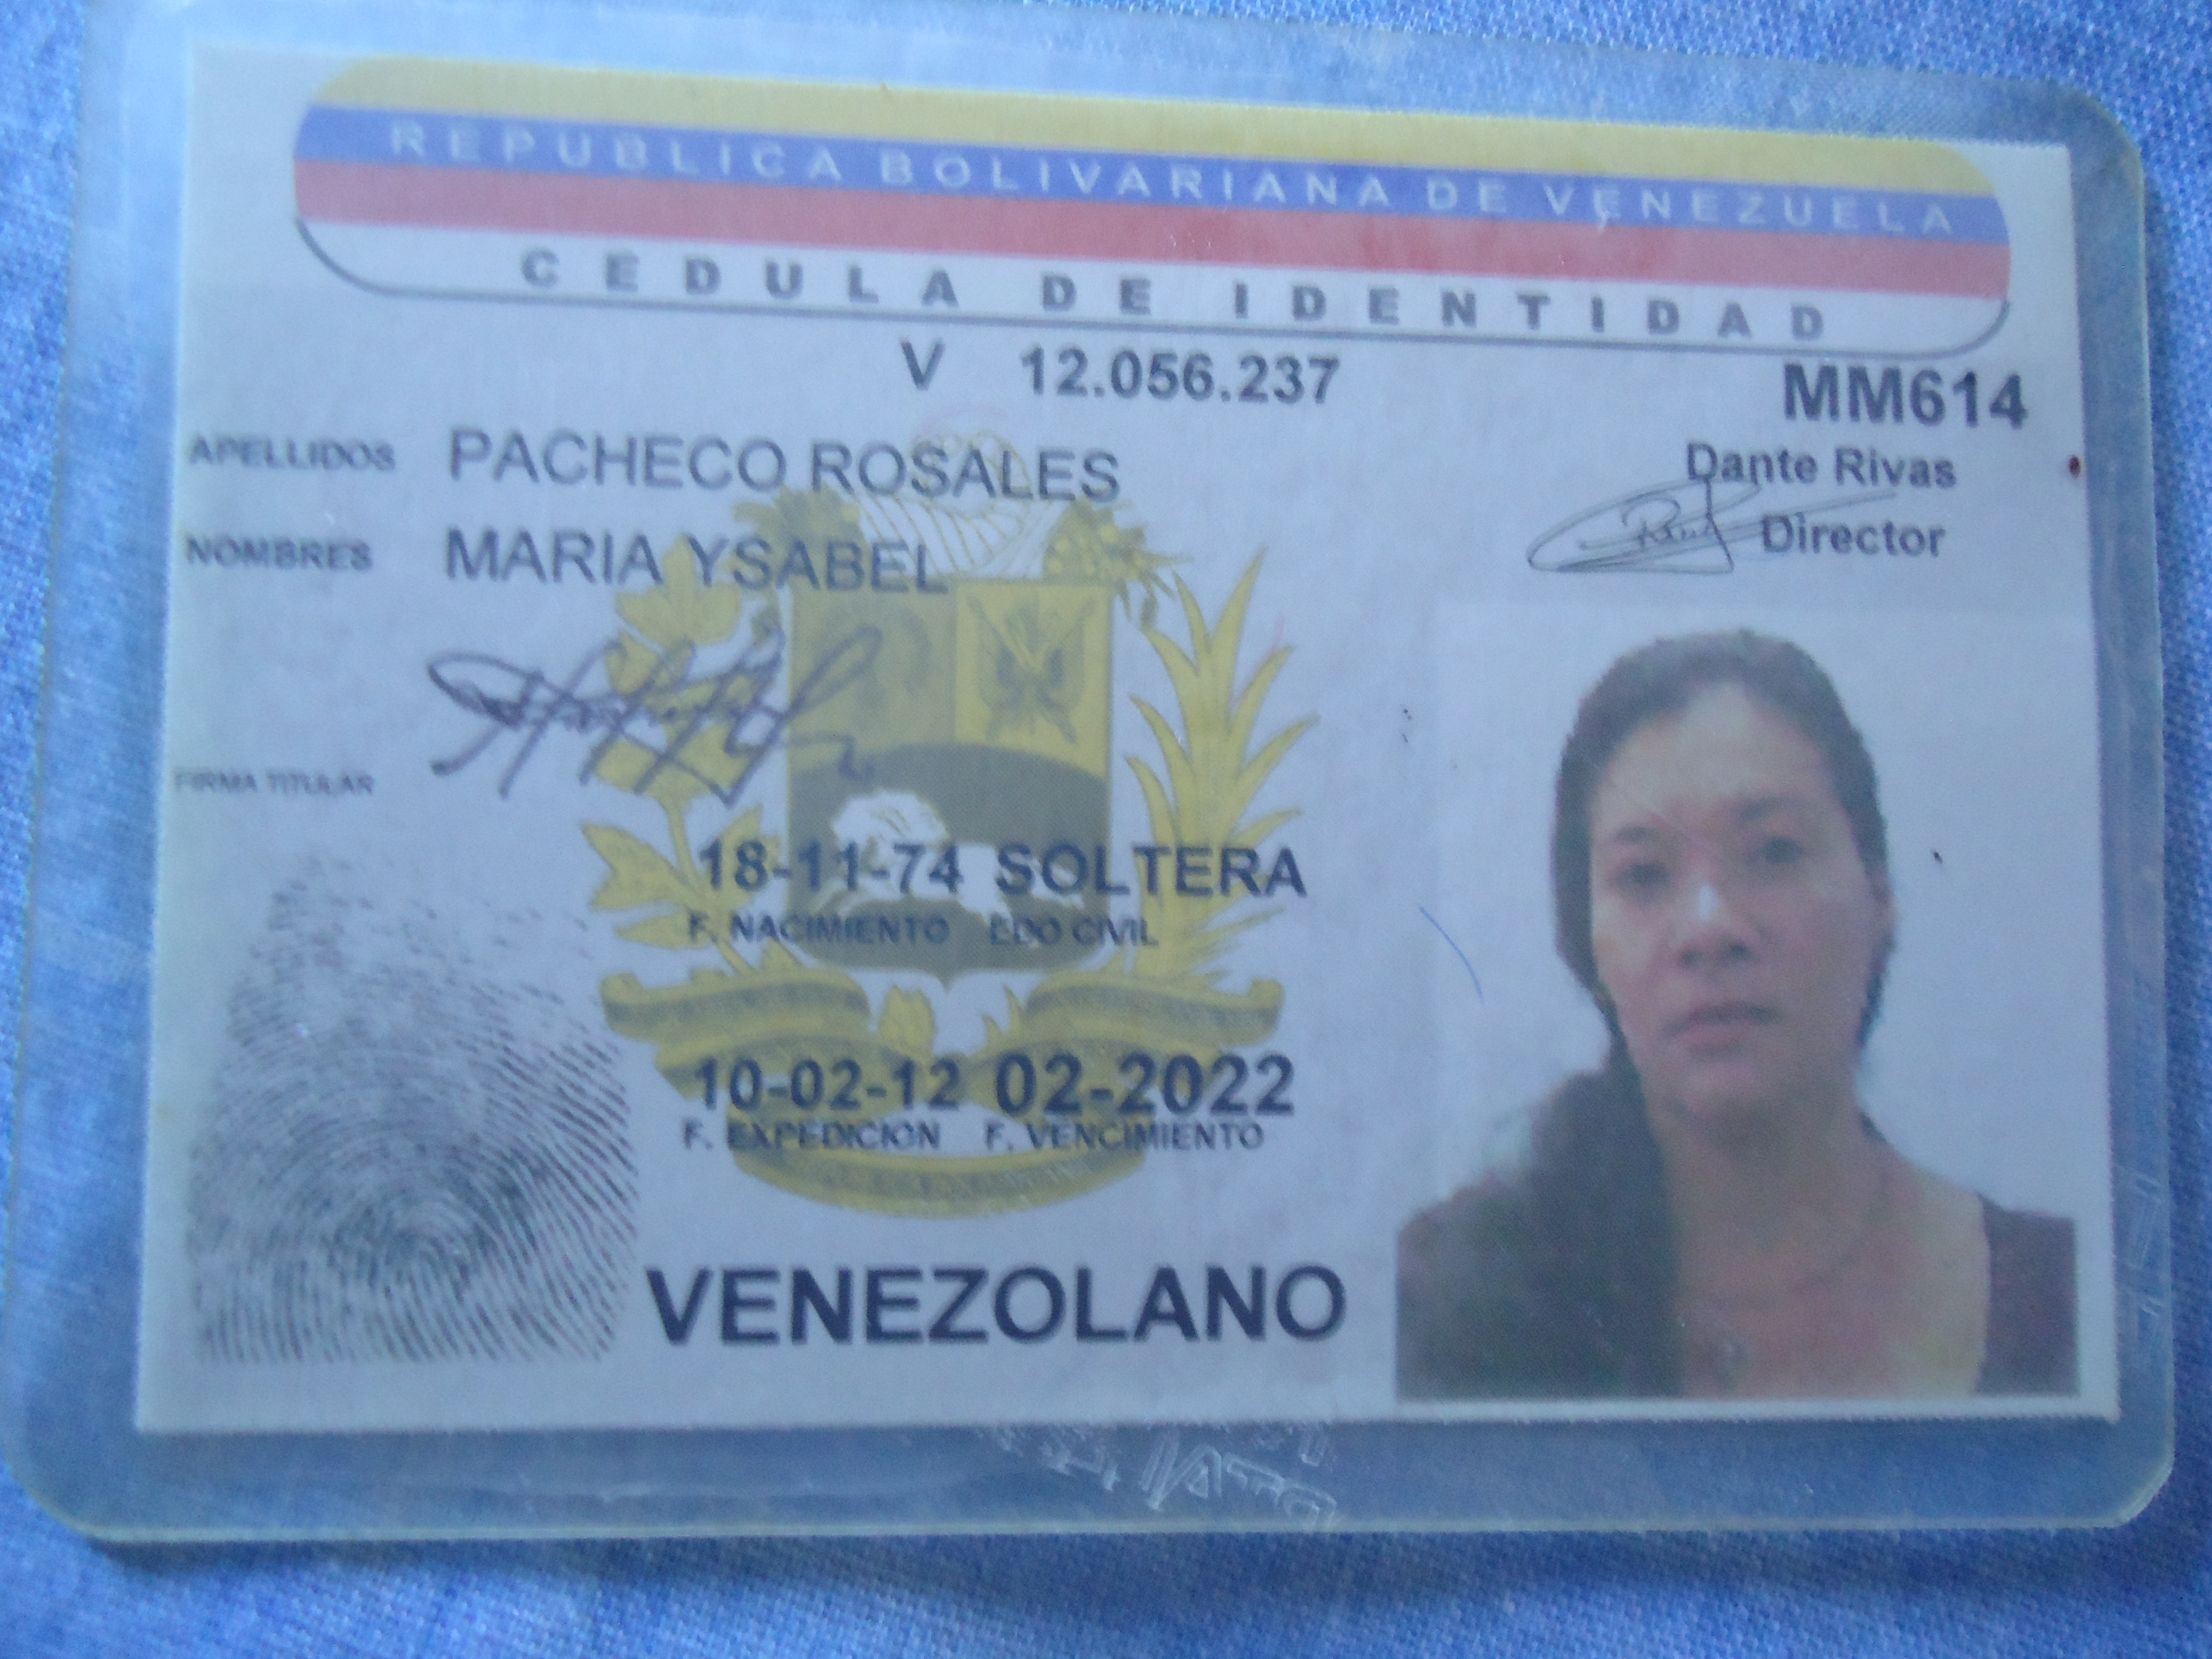 REPUBLICA BOLIVARIANA DE VENEZUELA
CEDULA DE IDENTIDAD
V 12.056.237
MM614
APELLIDOS PACHECO ROSALES
Dante Rivas
Director
NOMBRES MARIA YSABEL
FIRMA TITULAR
18-11-74 SOLTERA
F. NACIMIENTO EDO CIVIL
10-02-12 02-2022
F. EXPEDICION F. VENCIMIENTO
VENEZOLANO